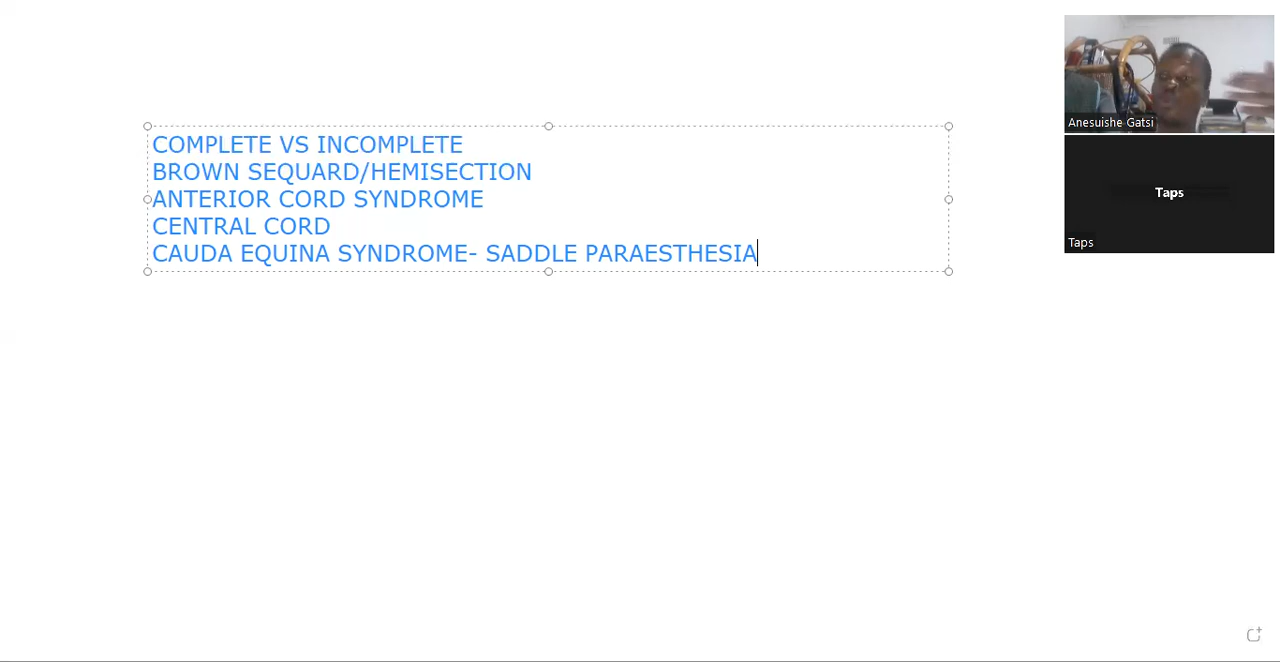 COMPLETE VS INCOMPLETE
BROWN SEQUARD/HEMISECTION
ANTERIOR CORD SYNDROME
CENTRAL CORD
CAUDA EQUINA SYNDROME- SADDLE PARAESTHESIA
Anesuishe Gatsi
Taps
Taps